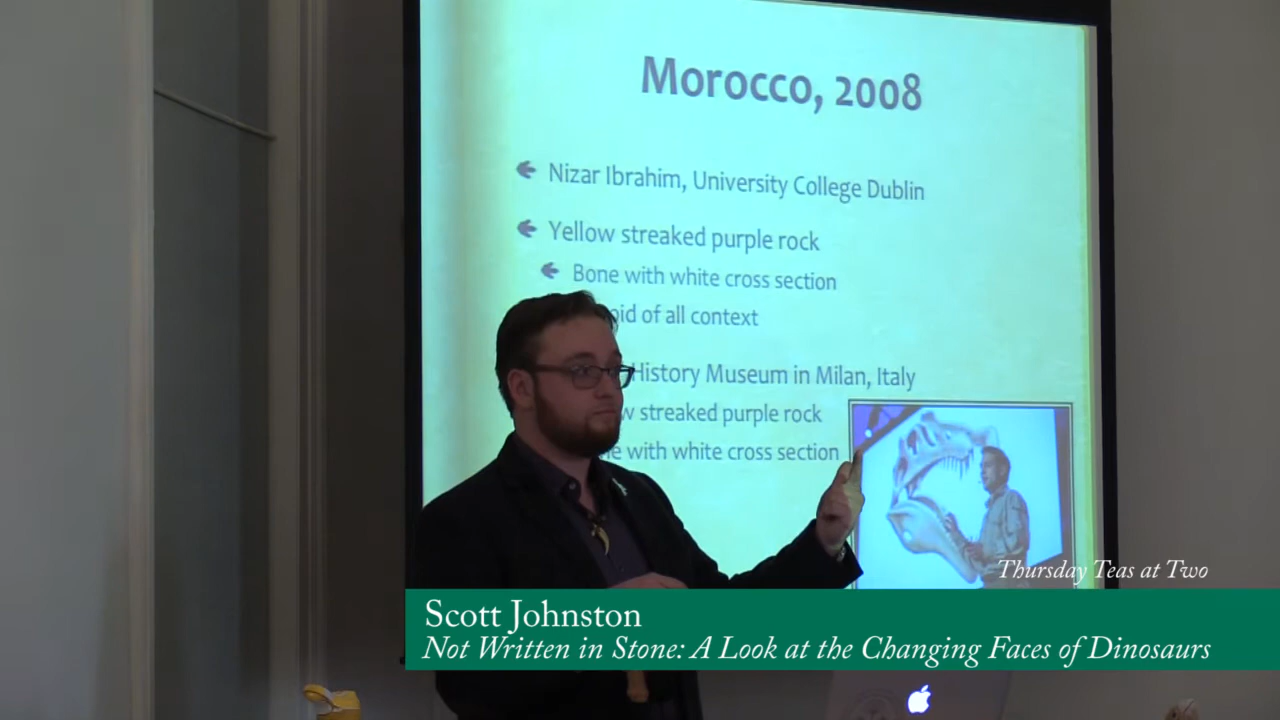 Morocco, 2008
Nizar Ibrahim, University College Dublin
Yellow streaked purple rock
Bone with white cross section
of all context
History Museum in Milan, Italy
streaked purple rock
with white cross section
Thursday Teas at Two
Scott Johnston
Not Written in Stone: A Look at the Changing Faces of Dinosaurs